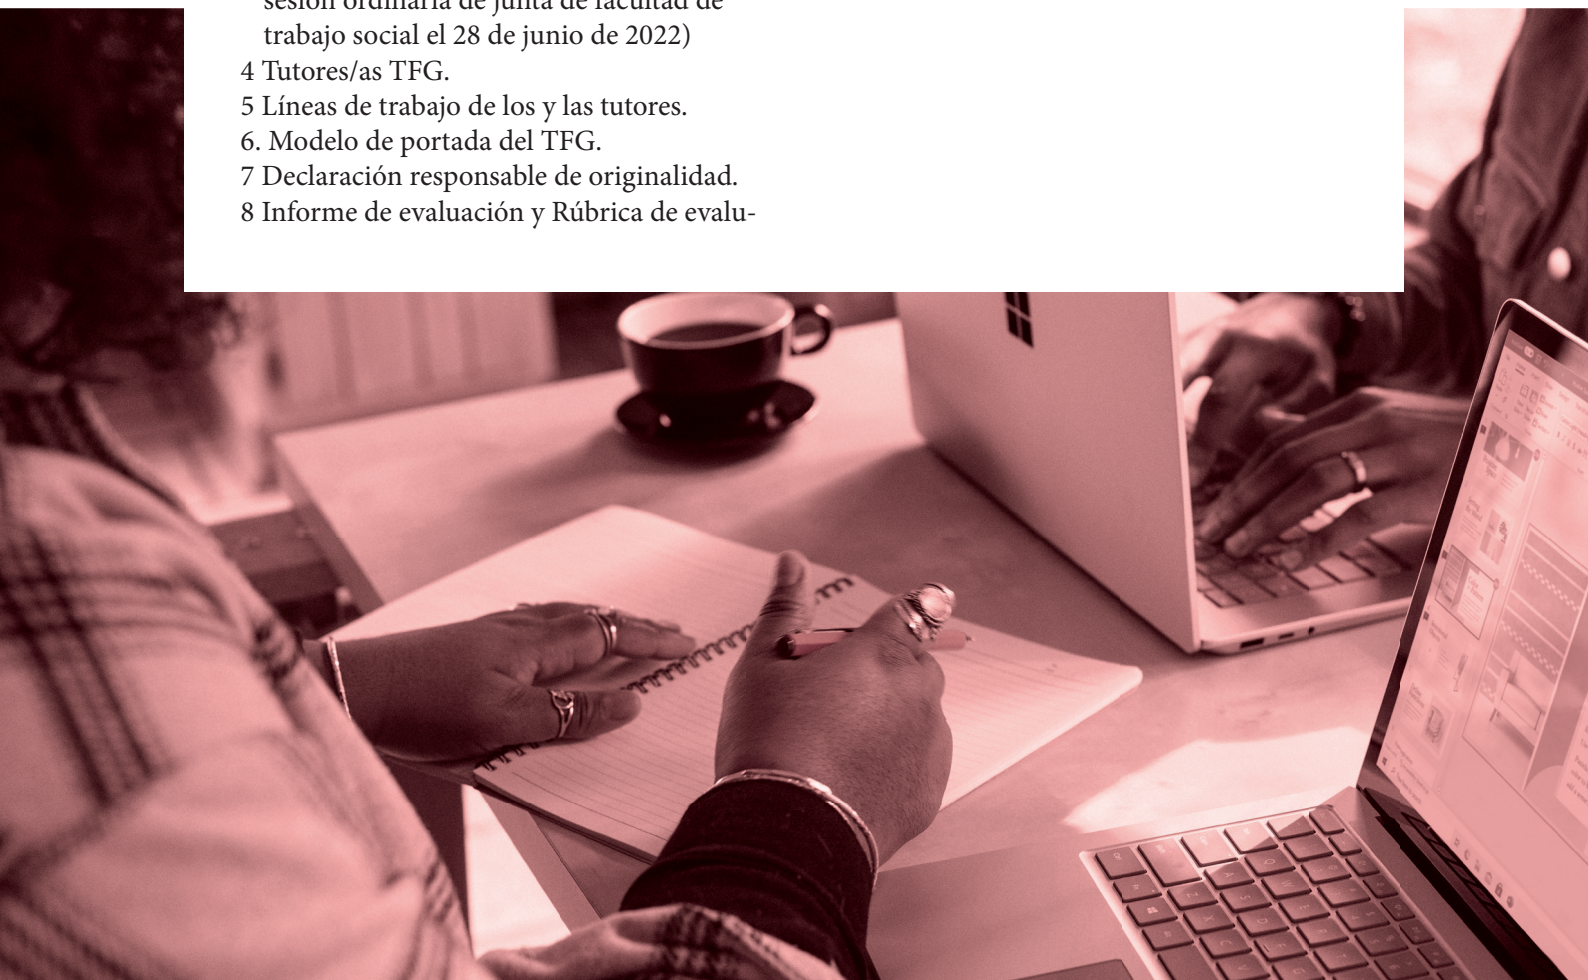 sesión ordinaria de junta de facultad de
trabajo social el 28 de junio de 2022)
4 Tutores/as TFG.
5 Líneas de trabajo de los y las tutores.
6. Modelo de portada del TFG.
7 Declaración responsable de originalidad.
8 Informe de evaluación y Rúbrica de evalu-